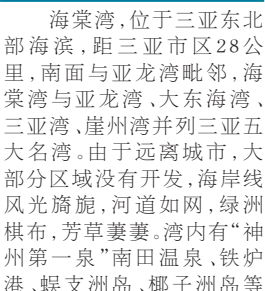 海棠湾,位于三亚东北
部海滨,距三亚市区28公
里,南面与亚龙湾毗邻,海
棠湾与亚龙湾、大东海湾、
三亚湾、崖州湾并列三亚五
大名湾。由于远离城市,大
部分区域没有开发,海岸线
风光旖旎,河道如网,绿洲
棋布,芳草萋萋。湾内有“神
州第一泉”南田温泉、铁炉
港、蜈支洲岛、椰子洲岛等